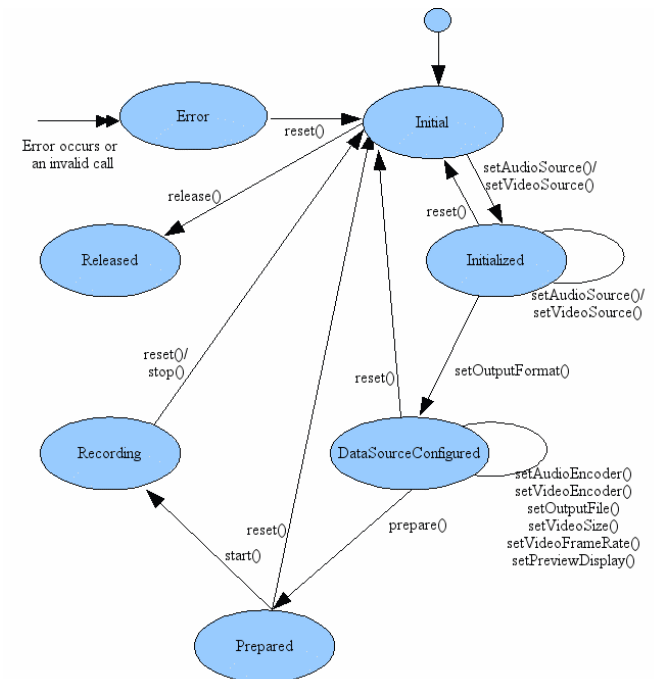 Error
Initial
reset()
Error occurs or
an invalid call
setAudioSource()/
setVideoSource()
release()
reset()
Released
Initialized
setAudioSource()/
setVideoSource()
reset()/
stop()
reset()
setOutputFormat()
Recording
DataSourceConfigured
setAudioEncoder()
setVideoEncoder()
setOutputFile()
setVideoSize()
setVideoFrameRate()
setPreviewDisplay()
reset()
prepare()
start()
Prepared